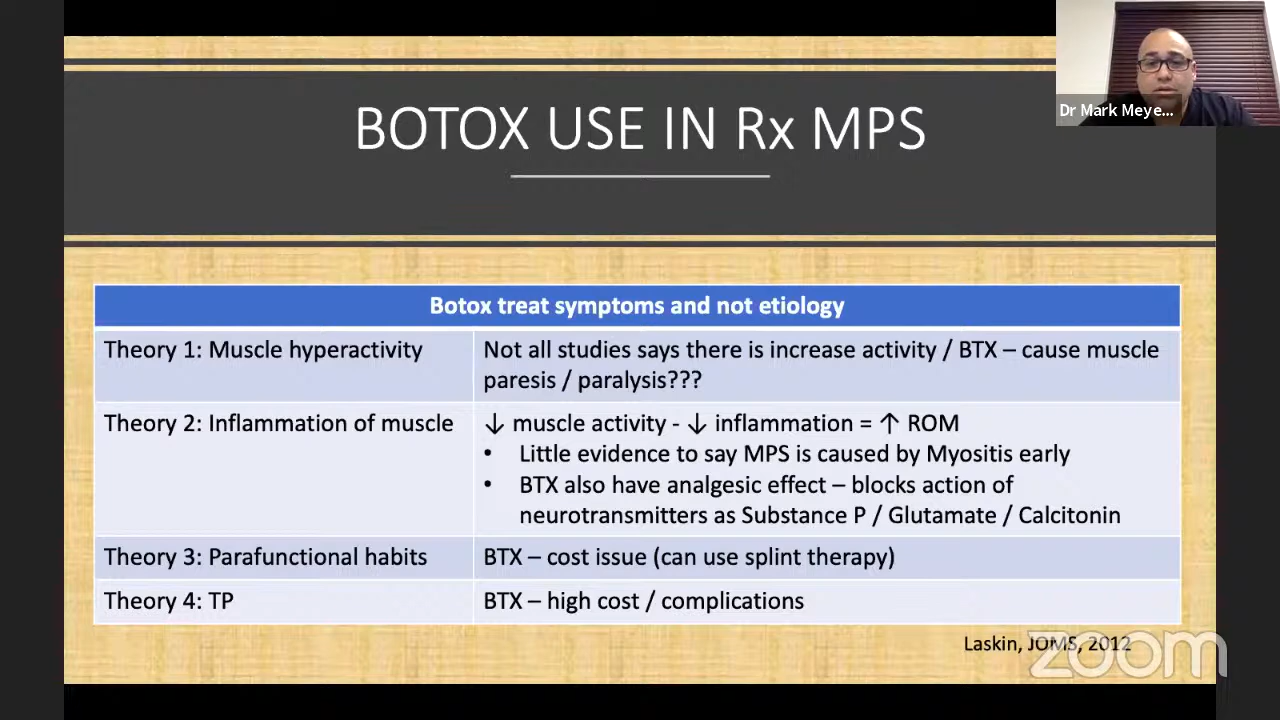 Dr Mark Meye...
BOTOX USE IN Rx MPS
Botox treat symptoms and not etiology
Theory 1: Muscle hyperactivity
Not all studies says there is increase activity / BTX – cause muscle
paresis / paralysis???
Theory 2: Inflammation of muscle
↓ muscle activity - ↓ inflammation = ↑ ROM
• Little evidence to say MPS is caused by Myositis early
• BTX also have analgesic effect – blocks action of
neurotransmitters as Substance P / Glutamate / Calcitonin
Theory 3: Parafunctional habits
BTX – cost issue (can use splint therapy)
Theory 4: TP
BTX – high cost / complications
Laskin, JOMS, 2012
zoom